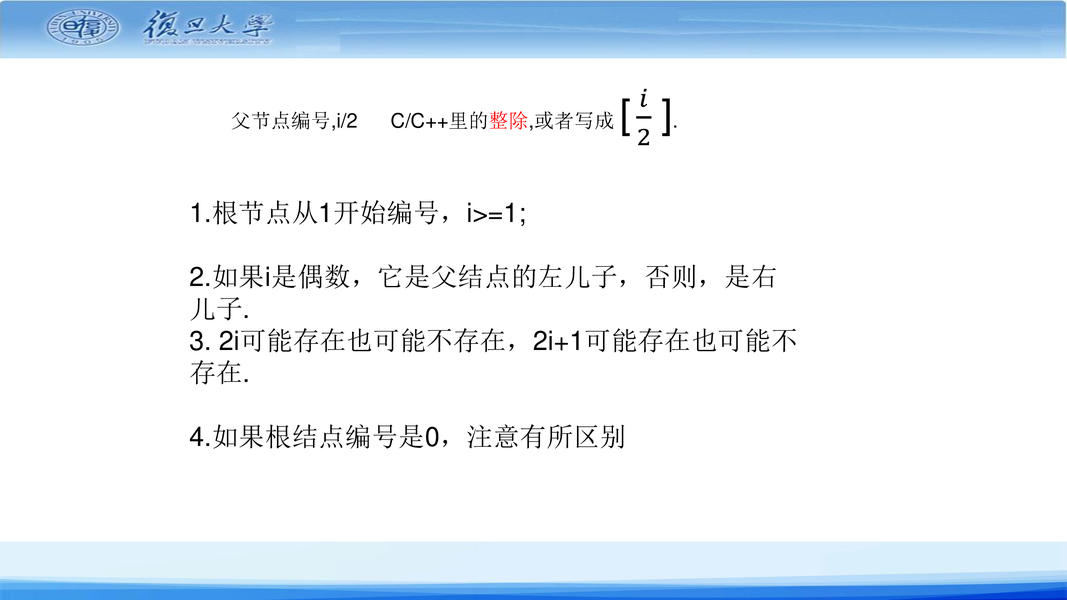 復旦大學
父节点编号,i/2 C/C++里的整除,或者写成 [i/2].
1.根节点从1开始编号，i>=1;
2.如果i是偶数，它是父结点的左儿子，否则，是右
儿子.
3. 2i可能存在也可能不存在，2i+1可能存在也可能不
存在.
4.如果根结点编号是0，注意有所区别